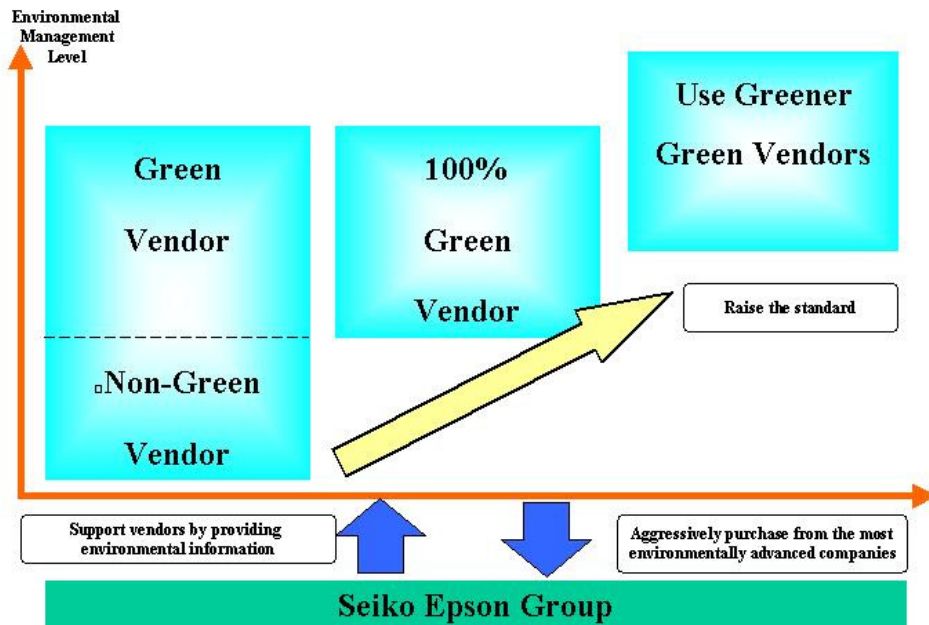 Environmental
Management
Level
Green
Vendor
Non-Green
Vendor
100%
Green
Vendor
Use Greener
Green Vendors
Raise the standard
Support vendors by providing
environmental information
Aggressively purchase from the most
environmentally advanced companies
Seiko Epson Group